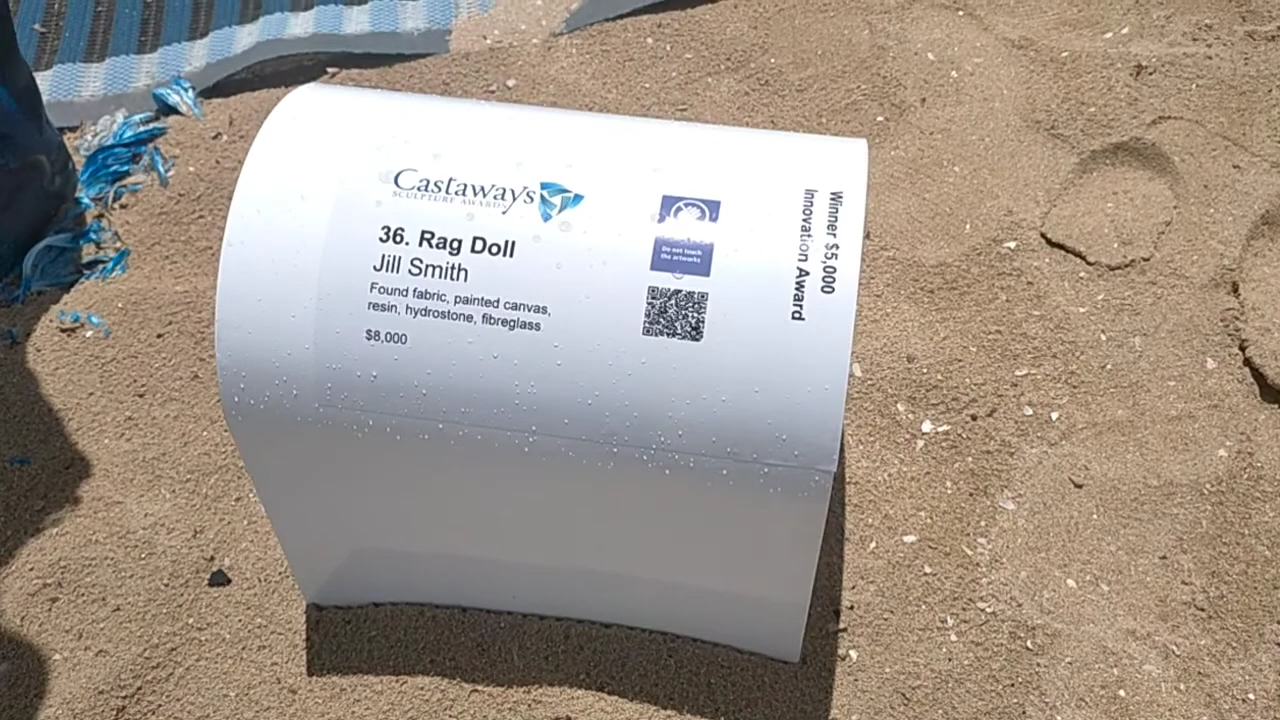 Castaways
SCULPTURE AWARDS
36. Rag Doll
Jill Smith
Found fabric, painted canvas,
resin, hydrostone, fibreglass
$8,000
Do not touch
the artworks
Winner $5,000
Innovation Award